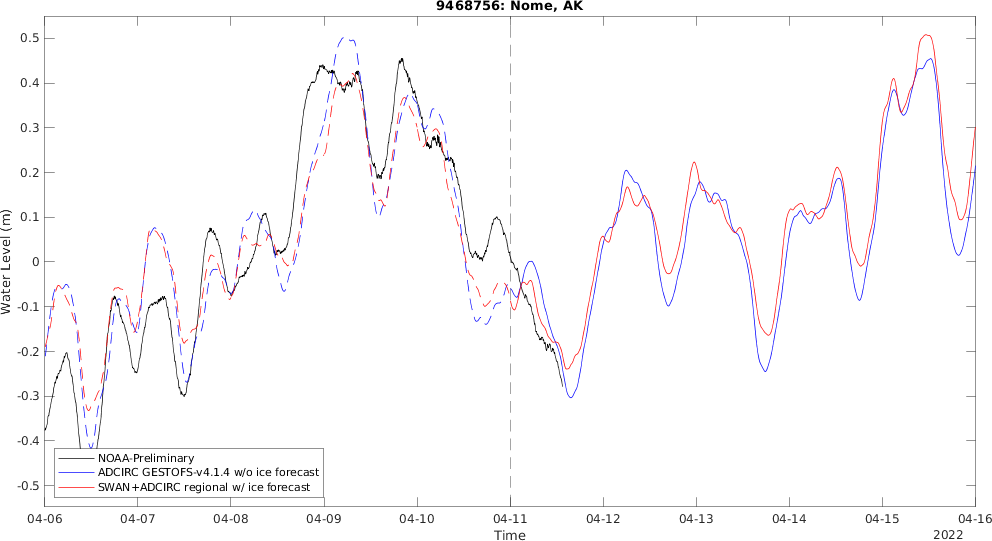 9468756: Nome, AK
Water Level (m)
0.5
0.4
0.3
0.2
0.1
0
-0.1
-0.2
-0.3
-0.4
-0.5
NOAA-Preliminary
ADCIRC GESTOFS-v4.1.4 w/o ice forecast
SWAN+ADCIRC regional w/ ice forecast
04-06 04-07 04-08 04-09 04-10 04-11 04-12 04-13 04-14 04-15 04-16
Time
2022